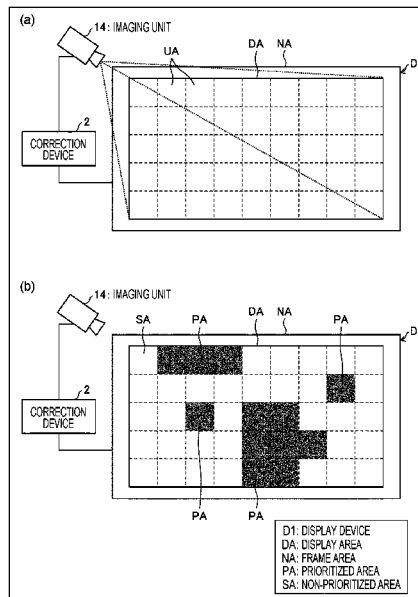 (a)
14: IMAGING UNIT
UA DA NA
D
2
CORRECTION
DEVICE
(b)
14: IMAGING UNIT
SA PA DA NA PA
D
2
CORRECTION
DEVICE
PA PA
D1: DISPLAY DEVICE
DA: DISPLAY AREA
NA: FRAME AREA
PA: PRIORITIZED AREA
SA: NON-PRIORITIZED AREA